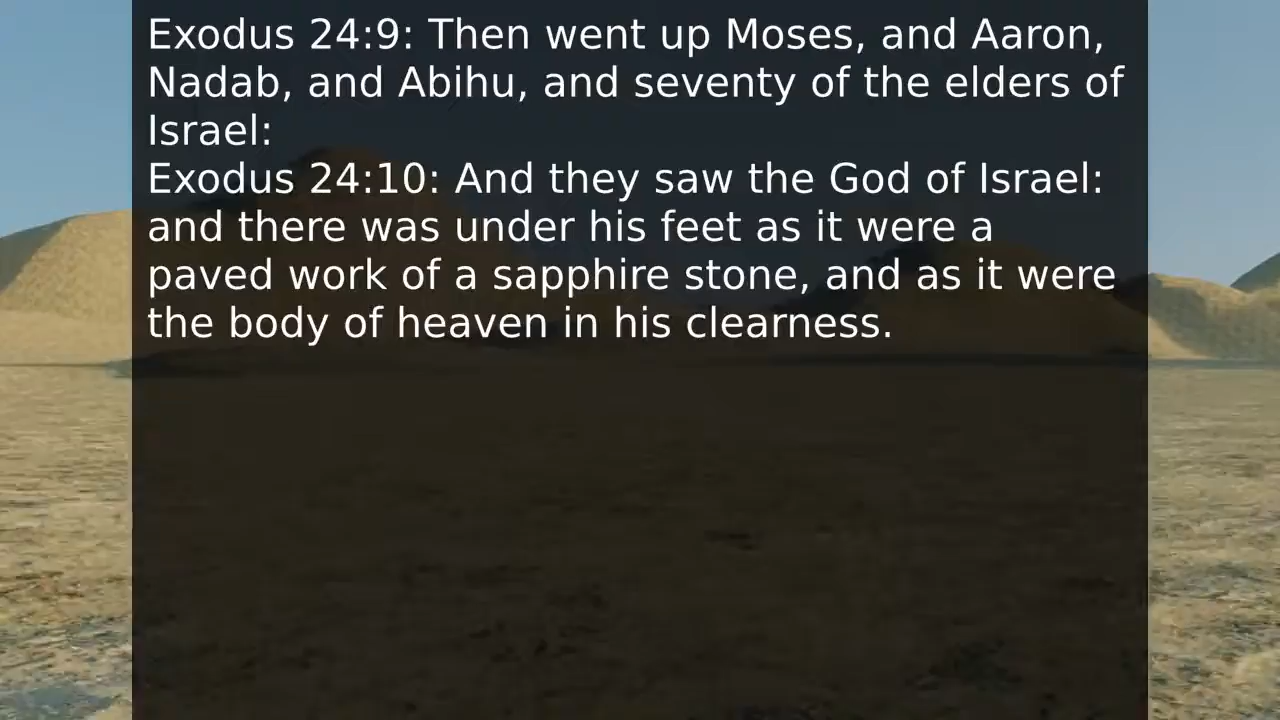 Exodus 24:9: Then went up Moses, and Aaron,
Nadab, and Abihu, and seventy of the elders of
Israel:
Exodus 24:10: And they saw the God of Israel:
and there was under his feet as it were a
paved work of a sapphire stone, and as it were
the body of heaven in his clearness.